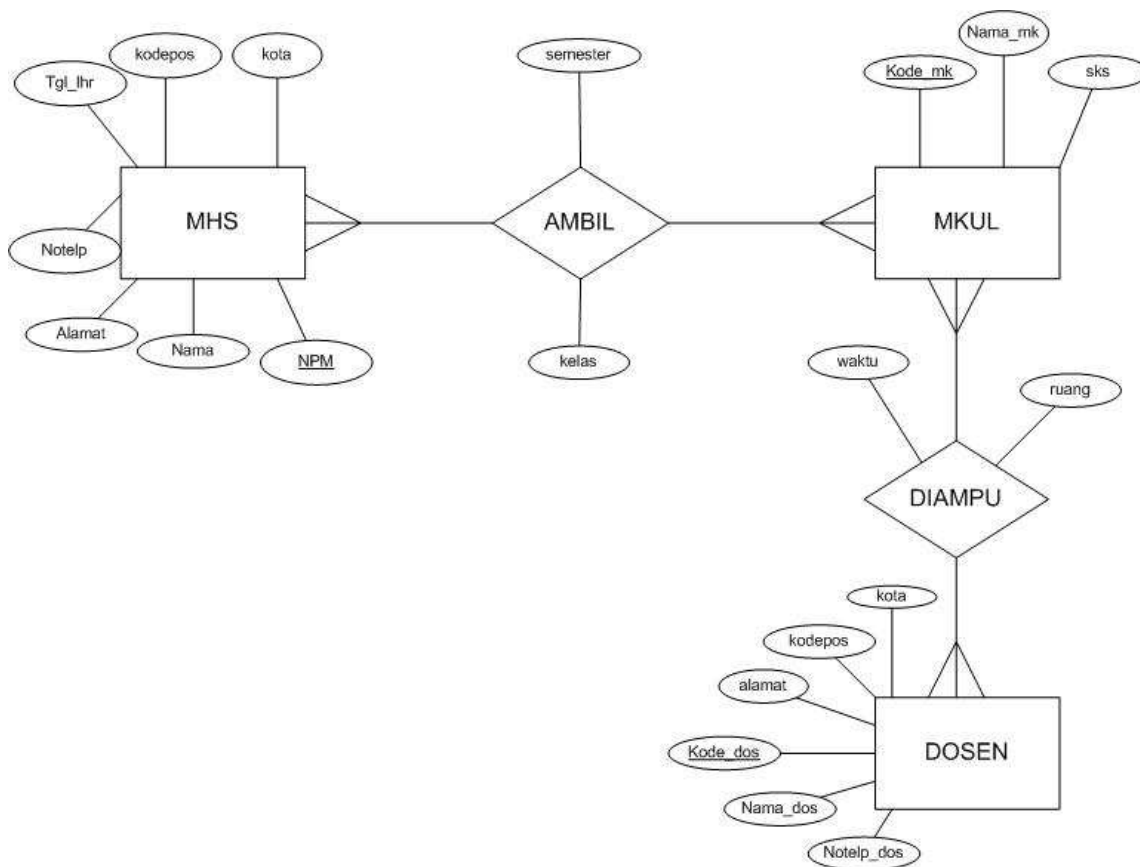 Nama_mk
kodepos
kota
semester
Kode_mk
sks
Tgl_lhr
MHS
AMBIL
MKUL
Notelp
Alamat
Nama
NPM
kelas
waktu
ruang
DIAMPU
kota
kodepos
alamat
Kode_dos
DOSEN
Nama_dos
Notelp_dos